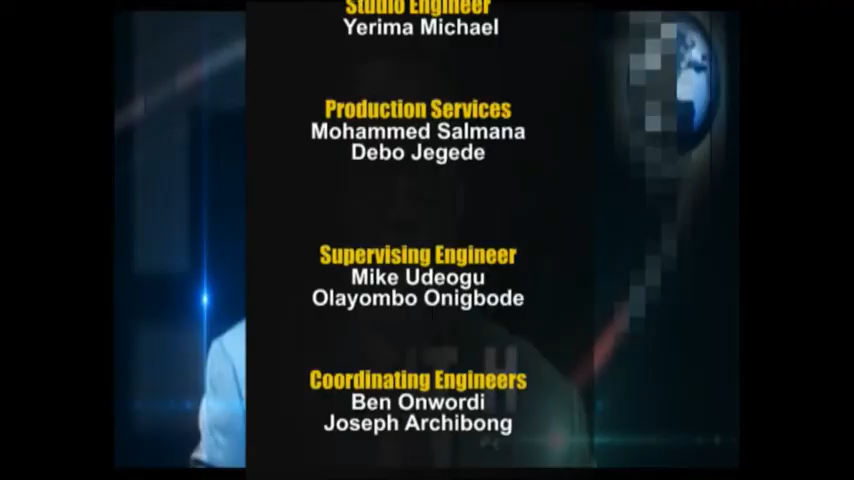 Studio Engineer
Yerima Michael
Production Services
Mohammed Salmana
Debo Jegede
Supervising Engineer
Mike Udeogu
Olayombo Onigbode
Coordinating Engineers
Ben Onwordi
Joseph Archibong